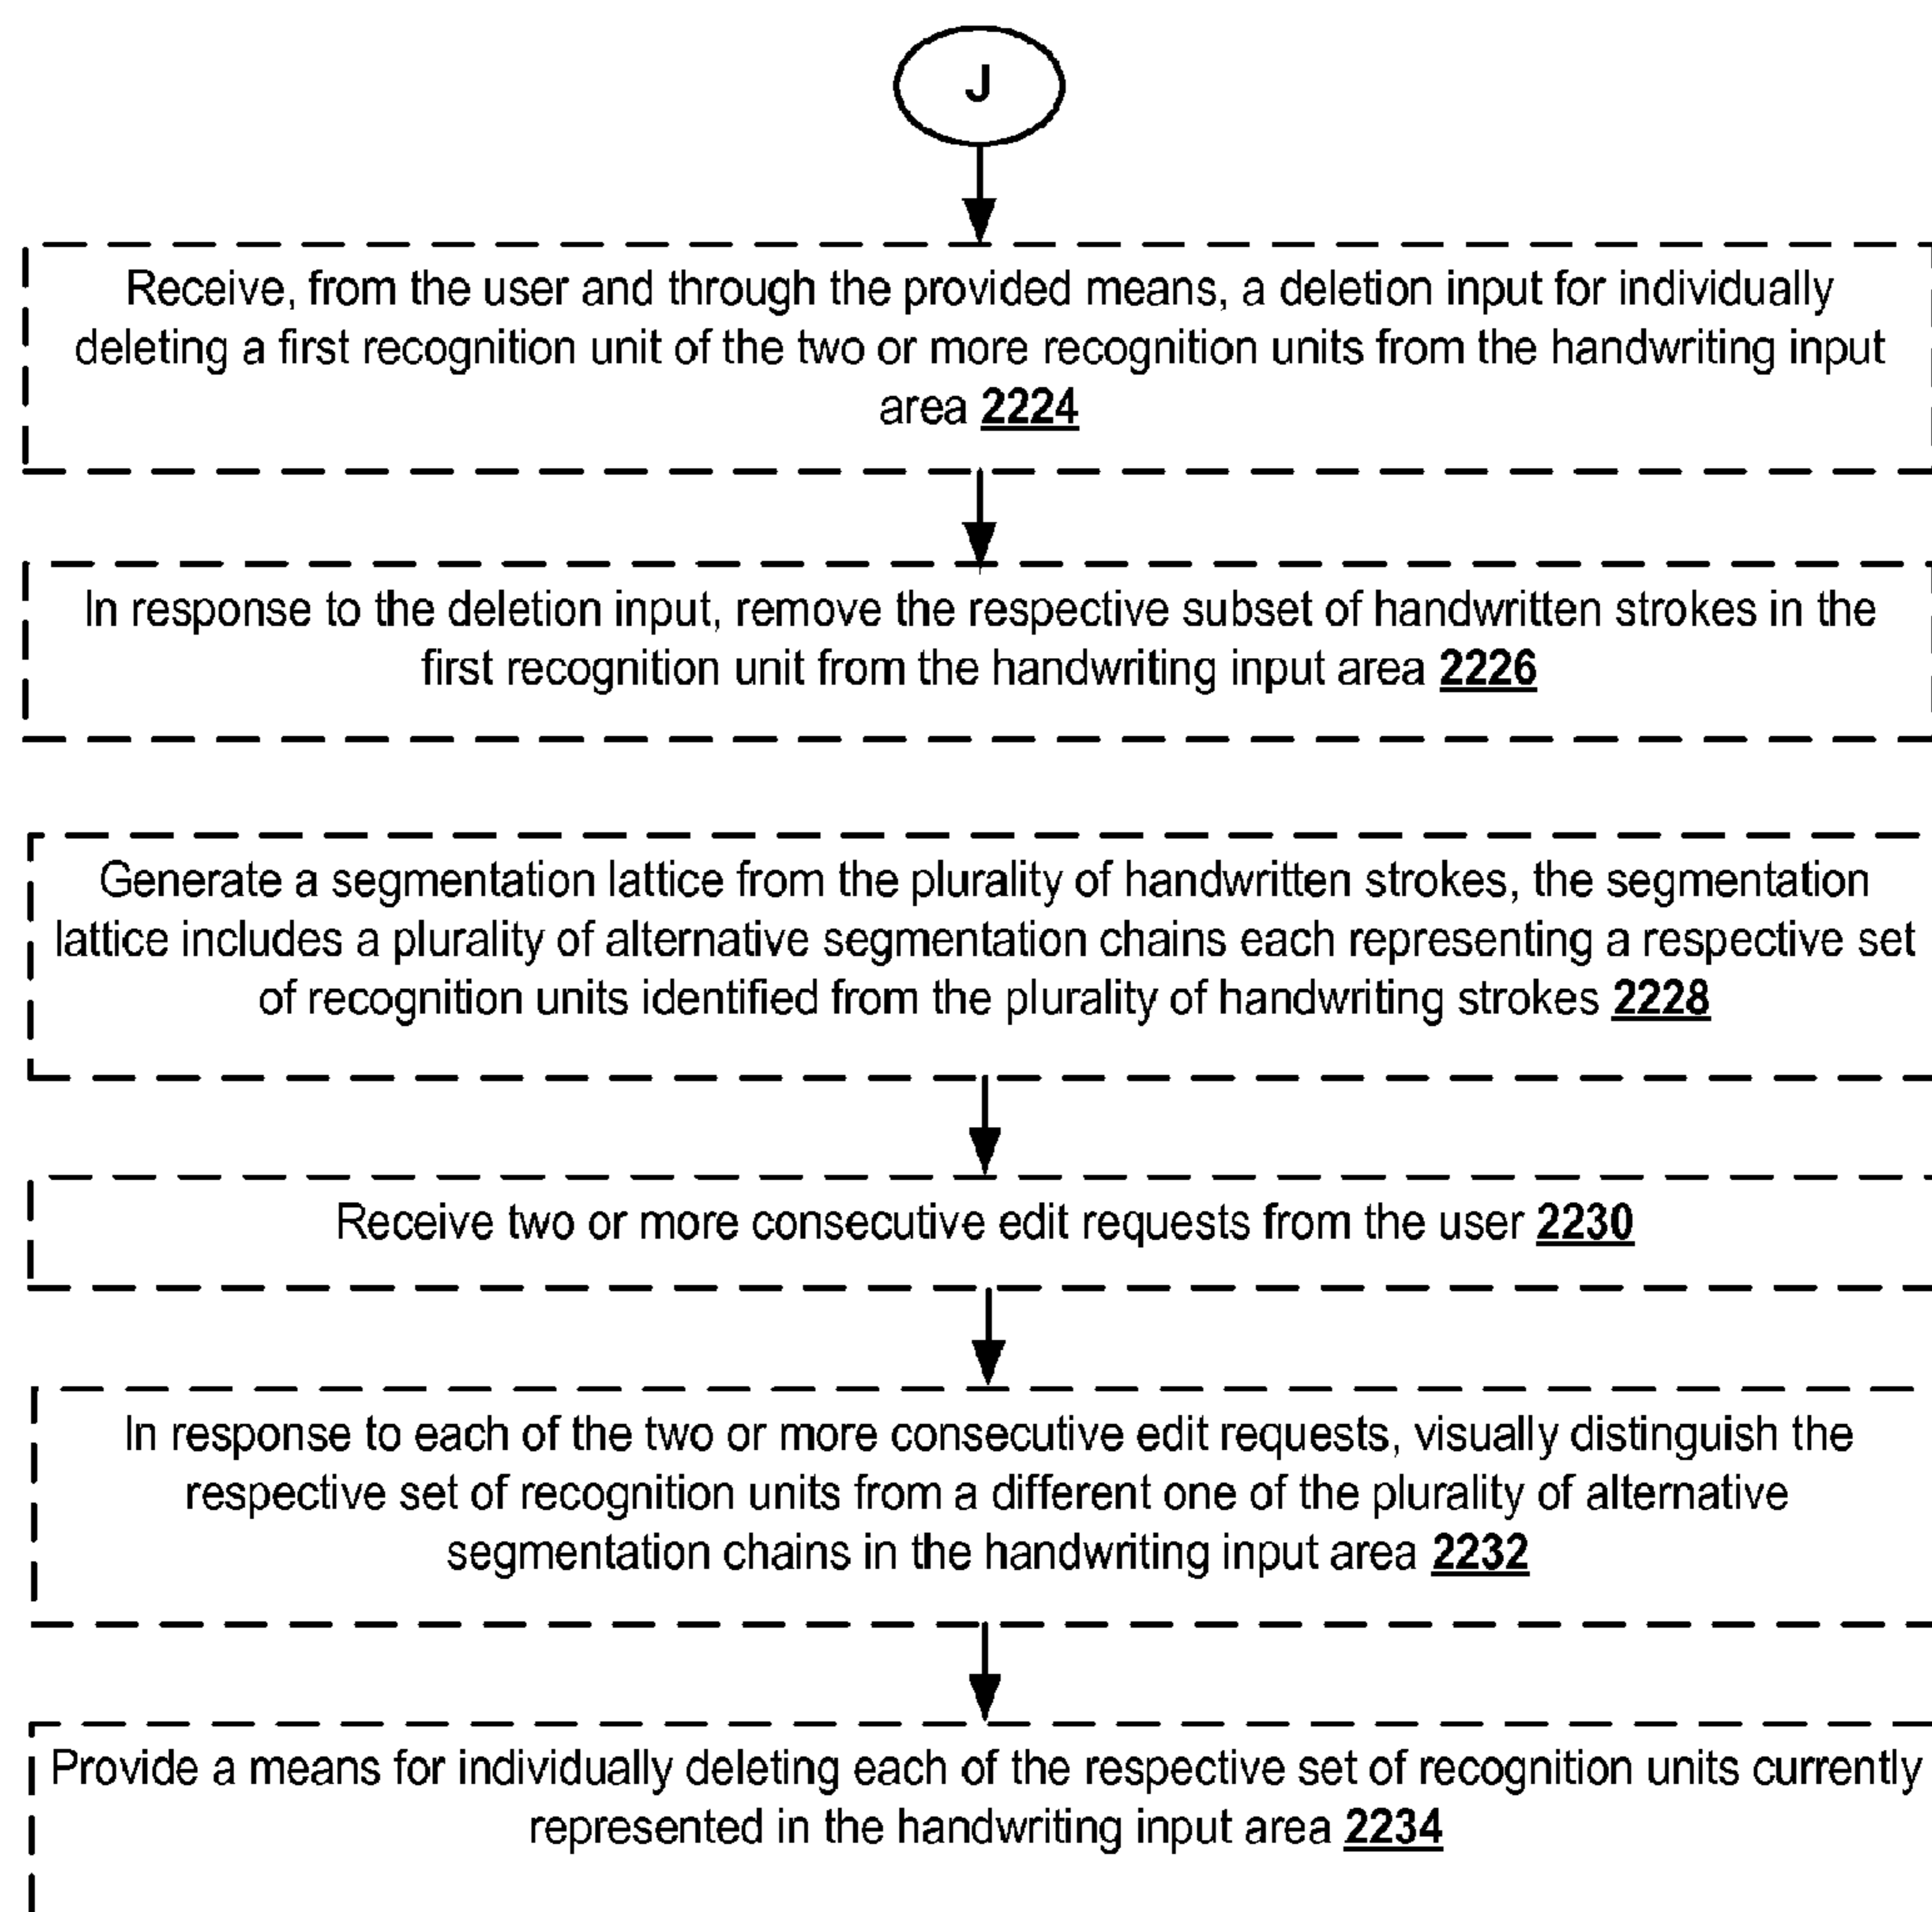 J
Receive, from the user and through the provided means, a deletion input for individually
deleting a first recognition unit of the two or more recognition units from the handwriting input
area 2224
In response to the deletion input, remove the respective subset of handwritten strokes in the
first recognition unit from the handwriting input area 2226
Generate a segmentation lattice from the plurality of handwritten strokes, the segmentation
lattice includes a plurality of alternative segmentation chains each representing a respective set
of recognition units identified from the plurality of handwriting strokes 2228
Receive two or more consecutive edit requests from the user 2230
In response to each of the two or more consecutive edit requests, visually distinguish the
respective set of recognition units from a different one of the plurality of alternative
segmentation chains in the handwriting input area 2232
Provide a means for individually deleting each of the respective set of recognition units currently
represented in the handwriting input area 2234